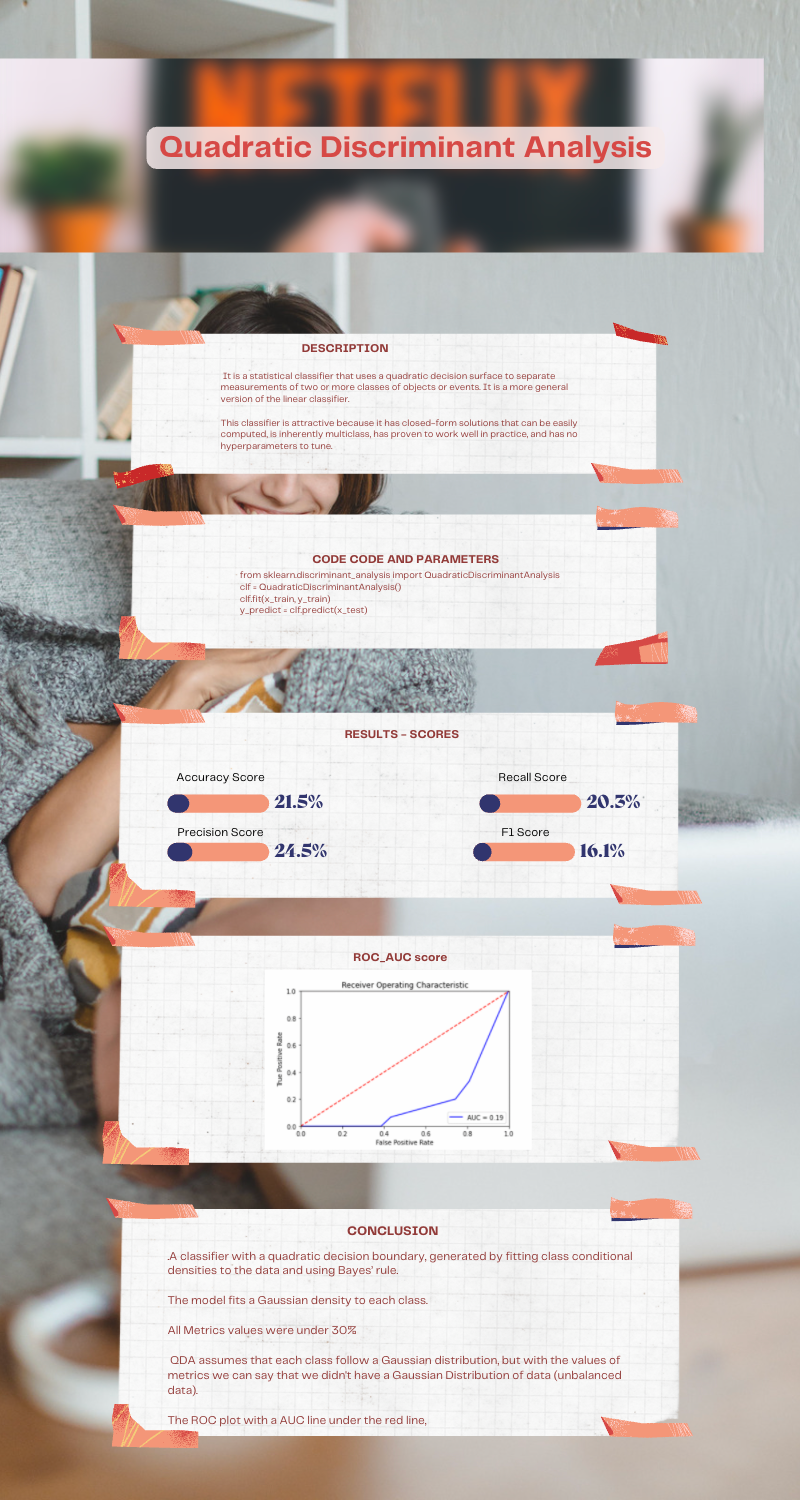 NETFLIX
Quadratic Discriminant Analysis
DESCRIPTION
It is a statistical classifier that uses a quadratic decision surface to separate
measurements of two or more classes of objects or events. It is a more general
version of the linear classifier.
This classifier is attractive because it has closed-form solutions that can be easily
computed, is inherently multiclass, has proven to work well in practice, and has no
hyperparameters to tune.
CODE CODE AND PARAMETERS
from sklearn.discriminant_analysis import QuadraticDiscriminantAnalysis
clf = QuadraticDiscriminantAnalysis()
clf.fit(x_train, y_train)
y_predict = clf.predict(x_test)
RESULTS - SCORES
Accuracy Score
21.5%
Recall Score
20.3%
Precision Score
24.5%
F1 Score
16.1%
ROC_AUC score
Receiver Operating Characteristic
True Positive Rate
1.0
0.8
0.6
0.4
0.2
0.0
AUC = 0.19
0.0 0.2 0.4 0.6 0.8 1.0
False Positive Rate
CONCLUSION
.A classifier with a quadratic decision boundary, generated by fitting class conditional
densities to the data and using Bayes' rule.
The model fits a Gaussian density to each class.
All Metrics values were under 30%
QDA assumes that each class follow a Gaussian distribution, but with the values of
metrics we can say that we didn't have a Gaussian Distribution of data (unbalanced
data).
The ROC plot with a AUC line under the red line,